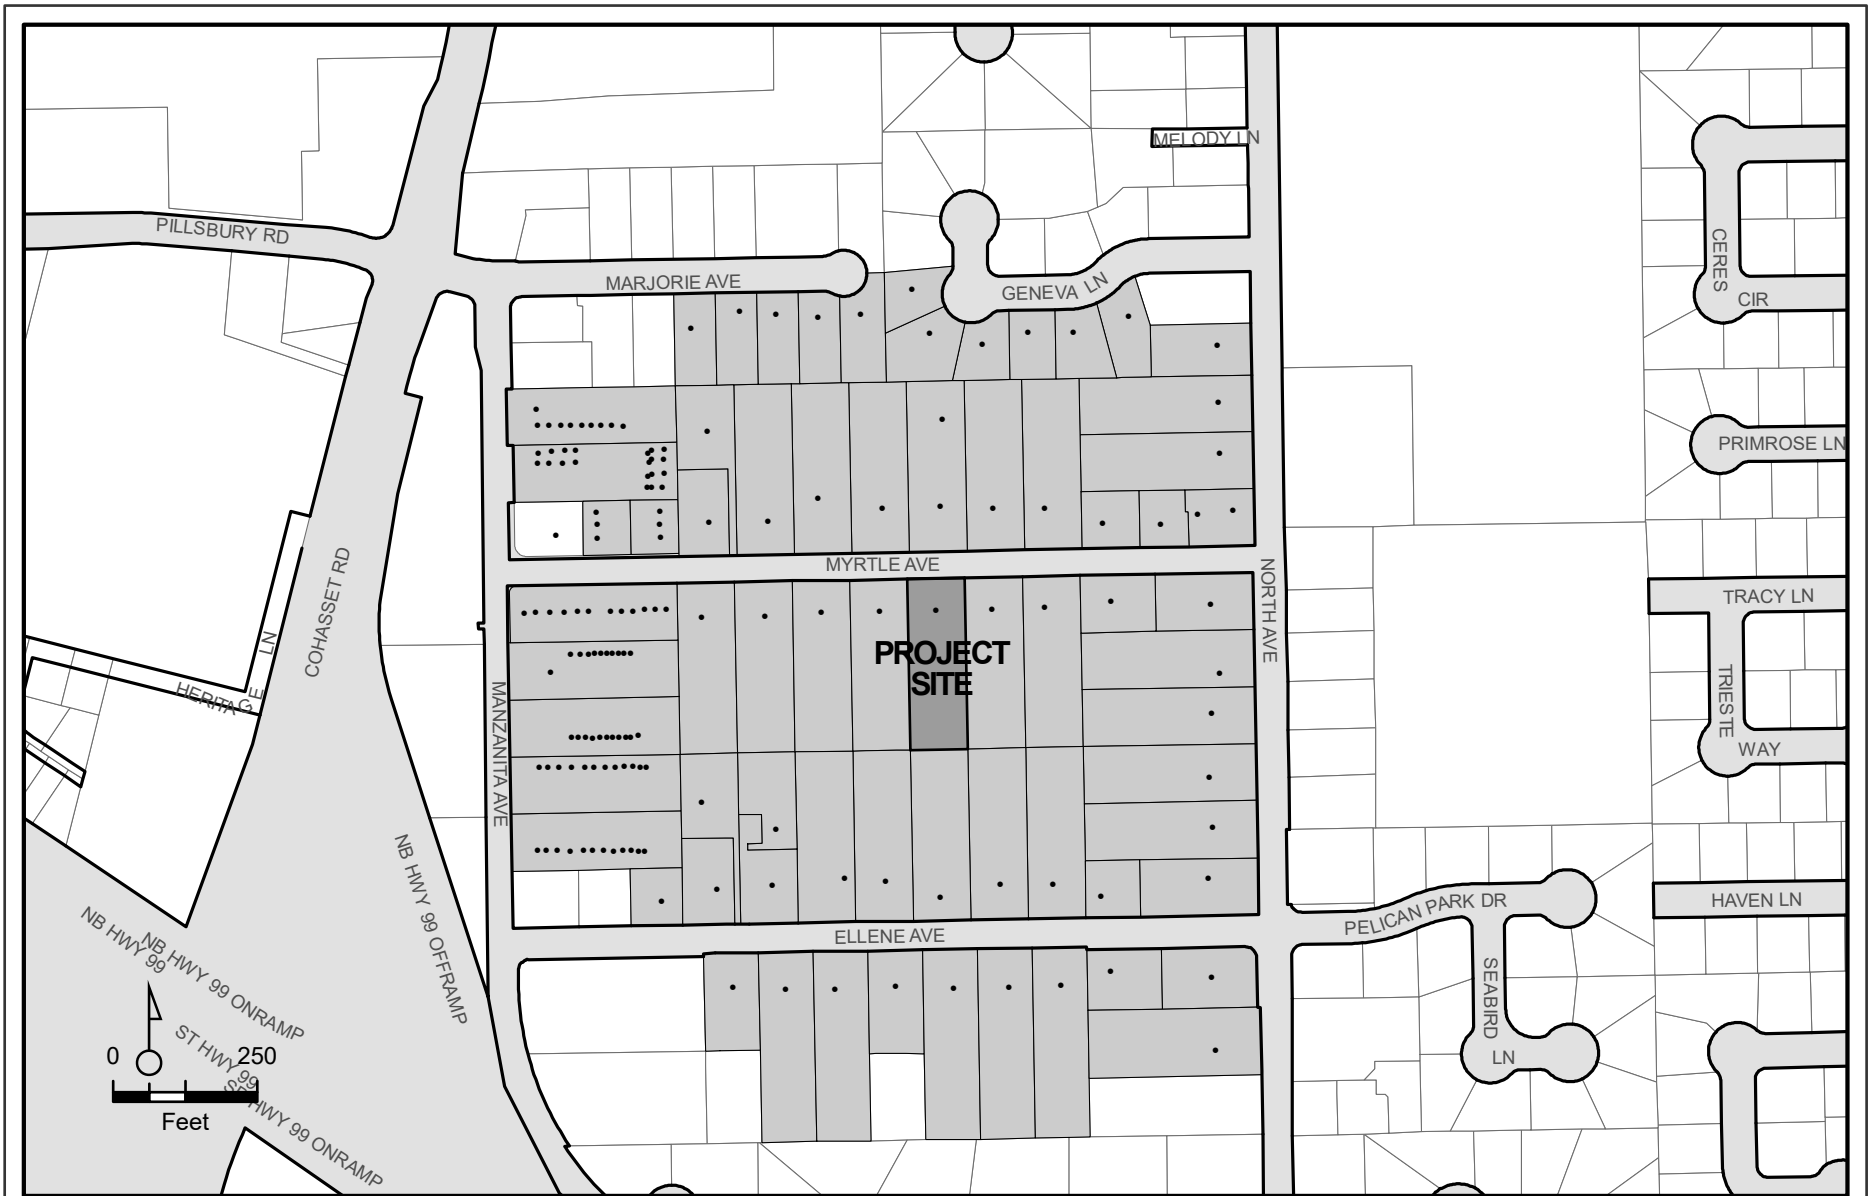 MELODY LN
PILLSBURY RD
MARJORIE AVE
GENEVA LN
CERES
CIR
PRIMROSE LN
MYRTLE AVE
NORTH AVE
COHASSET RD
TRACY LN
PROJECT
SITE
HERITAGE LN
MANZANITA AVE
TRIESTE
WAY
NB HWY 99 OFFRAMP
HAVEN LN
PELICAN PARK DR
ELLENE AVE
NB HWY 99
NB HWY 99 ONRAMP
SEABIRD
LN
ST HWY 99
ST HWY 99 ONRAMP
0 250
Feet